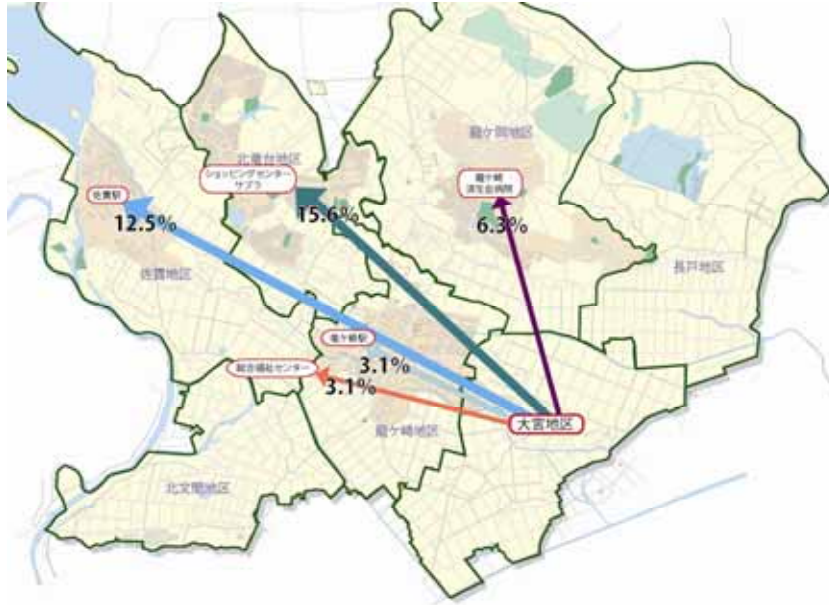 龍ケ岡地区
北竜台地区
ショッピングセンター
サプラ
龍ケ崎
済生会病院
佐貫駅
12.5%
15.6%
6.3%
佐貫地区
長戸地区
竜ケ崎駅
総合福祉センター
3.1%
3.1%
大宮地区
龍ケ崎地区
北文間地区